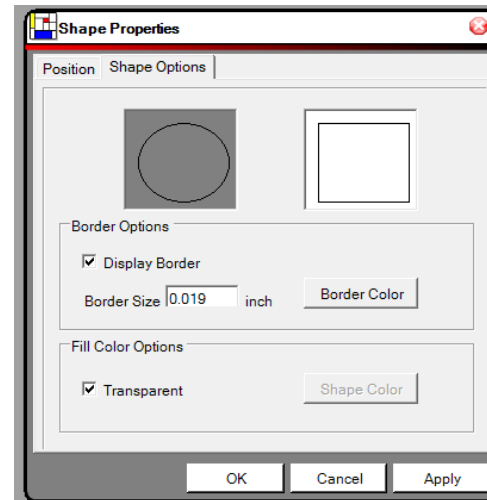 Shape Properties
Position Shape Options
Border Options
Display Border
Border Size 0.019 inch Border Color
Fill Color Options
Transparent Shape Color
OK Cancel Apply